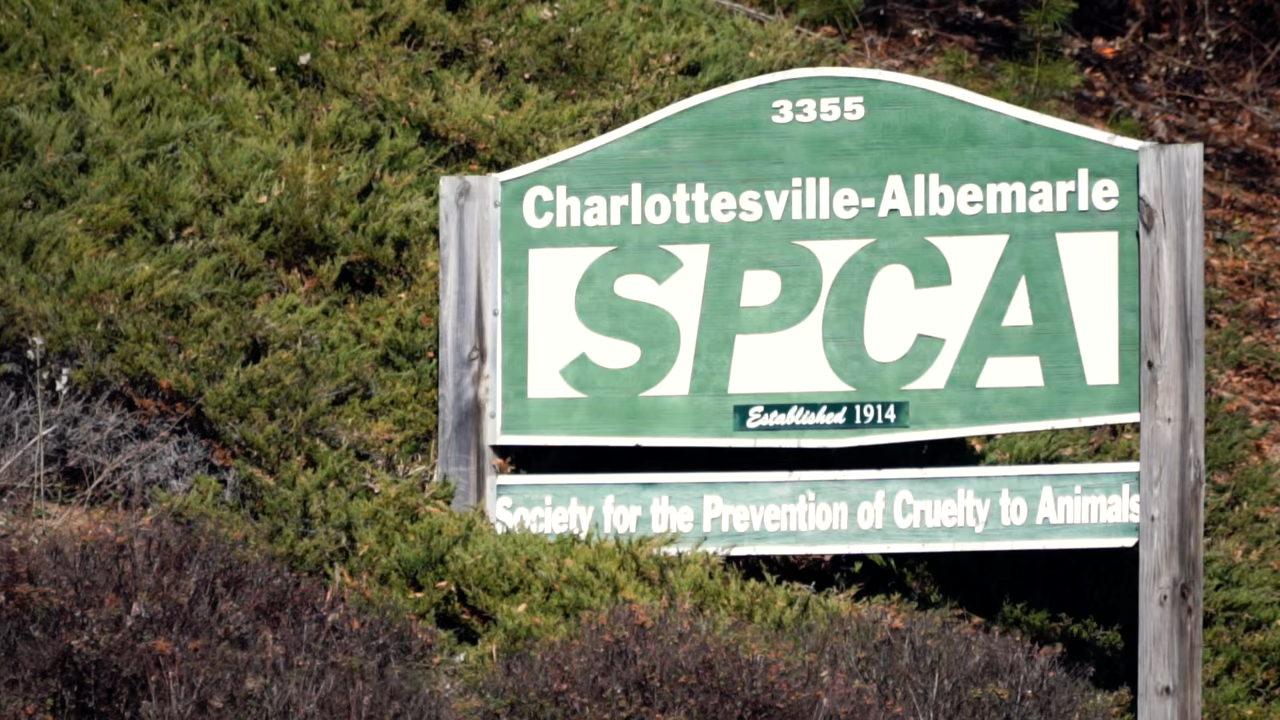 3355
Charlottesville-Albemarle
SPCA
Established 1914
Society for the Prevention of Cruelty to Animals